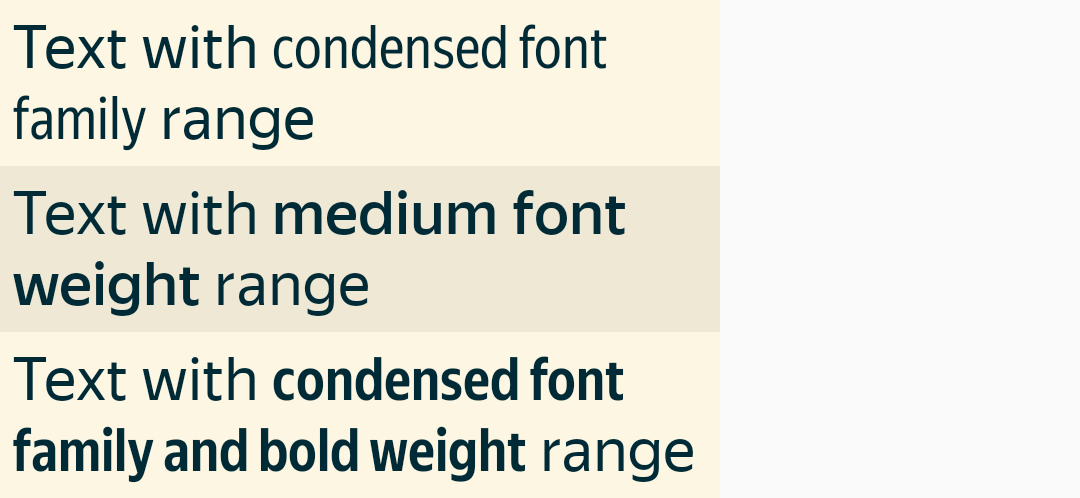 Text with condensed font
family range
Text with medium font
weight range
Text with condensed font
family and bold weight range